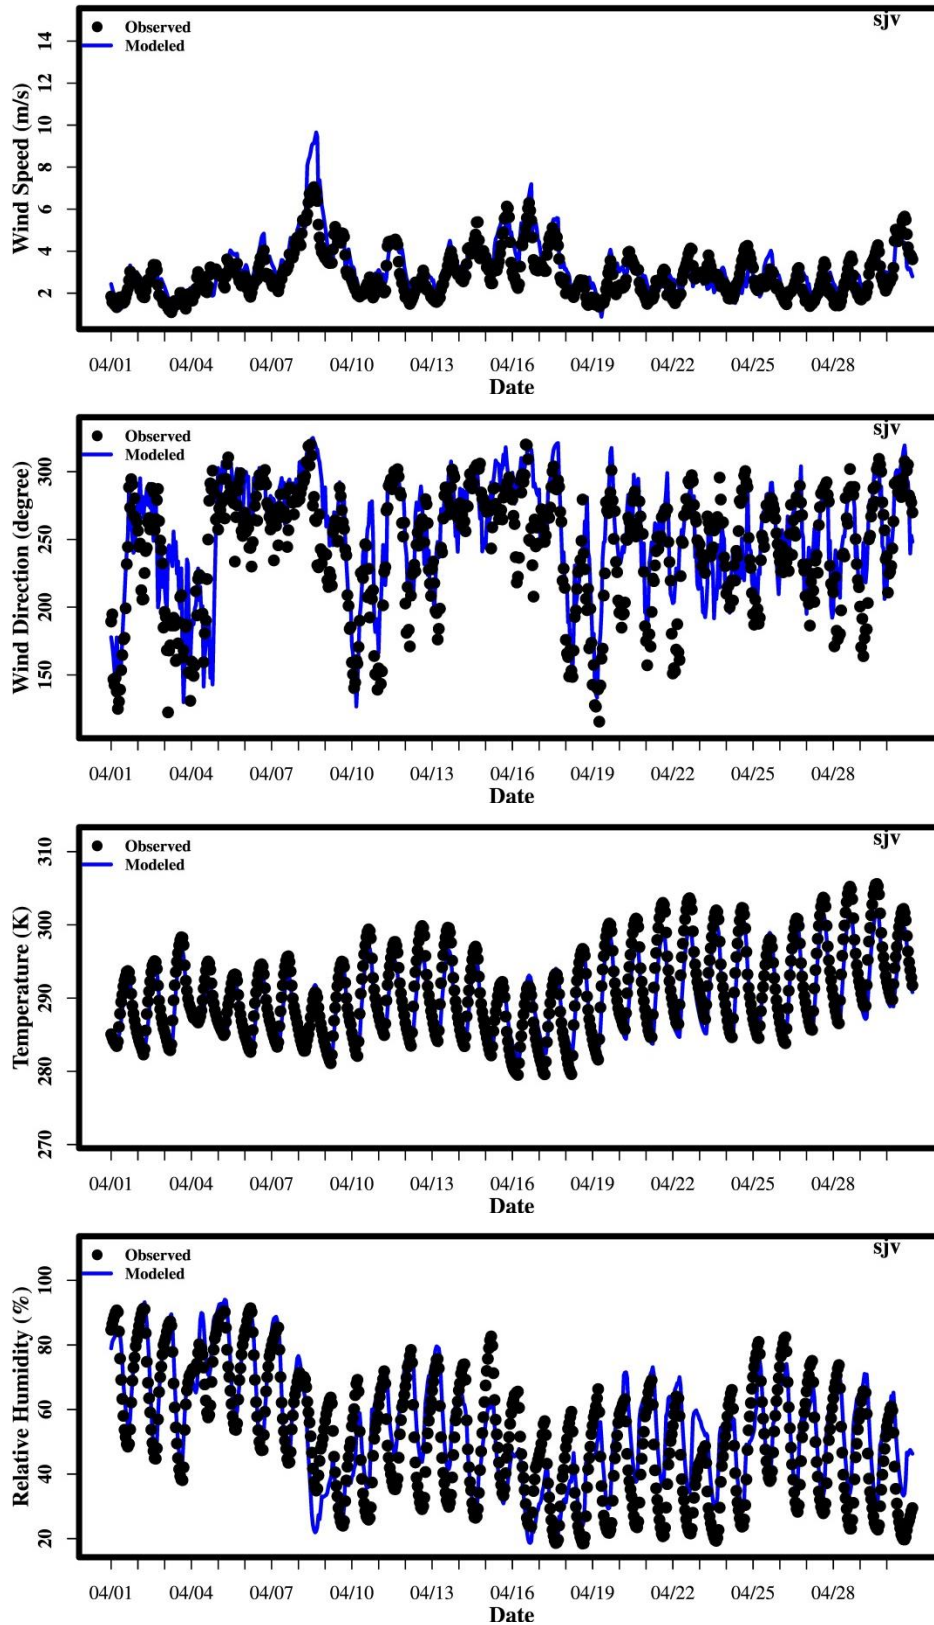 sjv
Observed
Modeled
Wind Speed (m/s)
14
12
10
8
6
4
2
04/01 04/04 04/07 04/10 04/13 04/16 04/19 04/22 04/25 04/28
Date
sjv
Observed
Modeled
Wind Direction (degree)
300
250
200
150
04/01 04/04 04/07 04/10 04/13 04/16 04/19 04/22 04/25 04/28
Date
sjv
Observed
Modeled
Temperature (K)
310
300
290
280
270
04/01 04/04 04/07 04/10 04/13 04/16 04/19 04/22 04/25 04/28
Date
sjv
Observed
Modeled
Relative Humidity (%)
100
80
60
40
20
04/01 04/04 04/07 04/10 04/13 04/16 04/19 04/22 04/25 04/28
Date